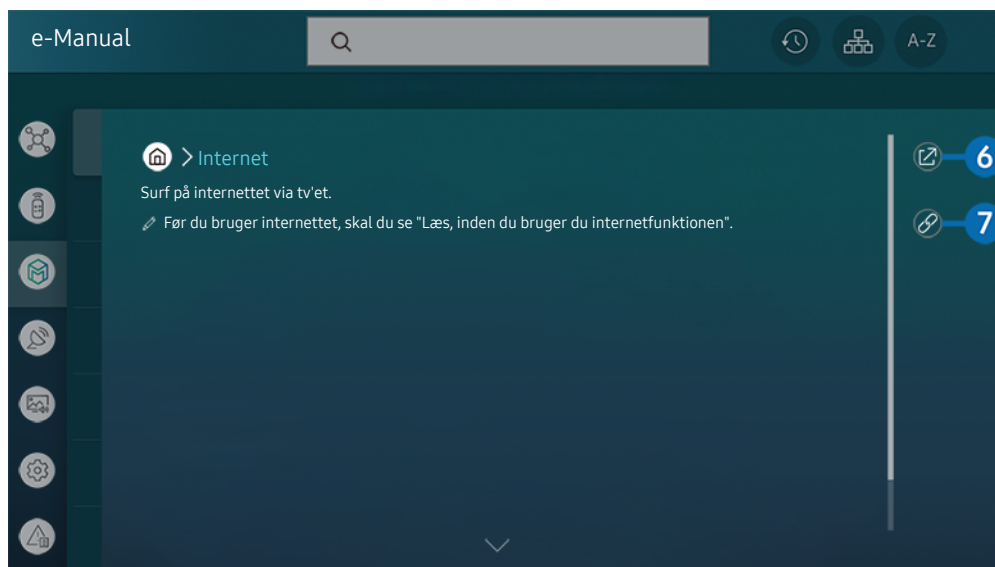 e-Manual
A-Z
> Internet
6
Surf på internettet via tv'et.
Før du bruger internettet, skal du se "Læs, inden du bruger du internetfunktionen".
7